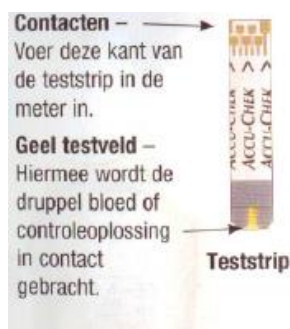 Contacten –
Voer deze kant van
de teststrip in de
meter in.
Geel testveld –
Hiermee wordt de
druppel bloed of
controleoplossing
in contact
gebracht.
ACCU-CHEK
ACCU-CHEK
ACCU-CHEK
Teststrip